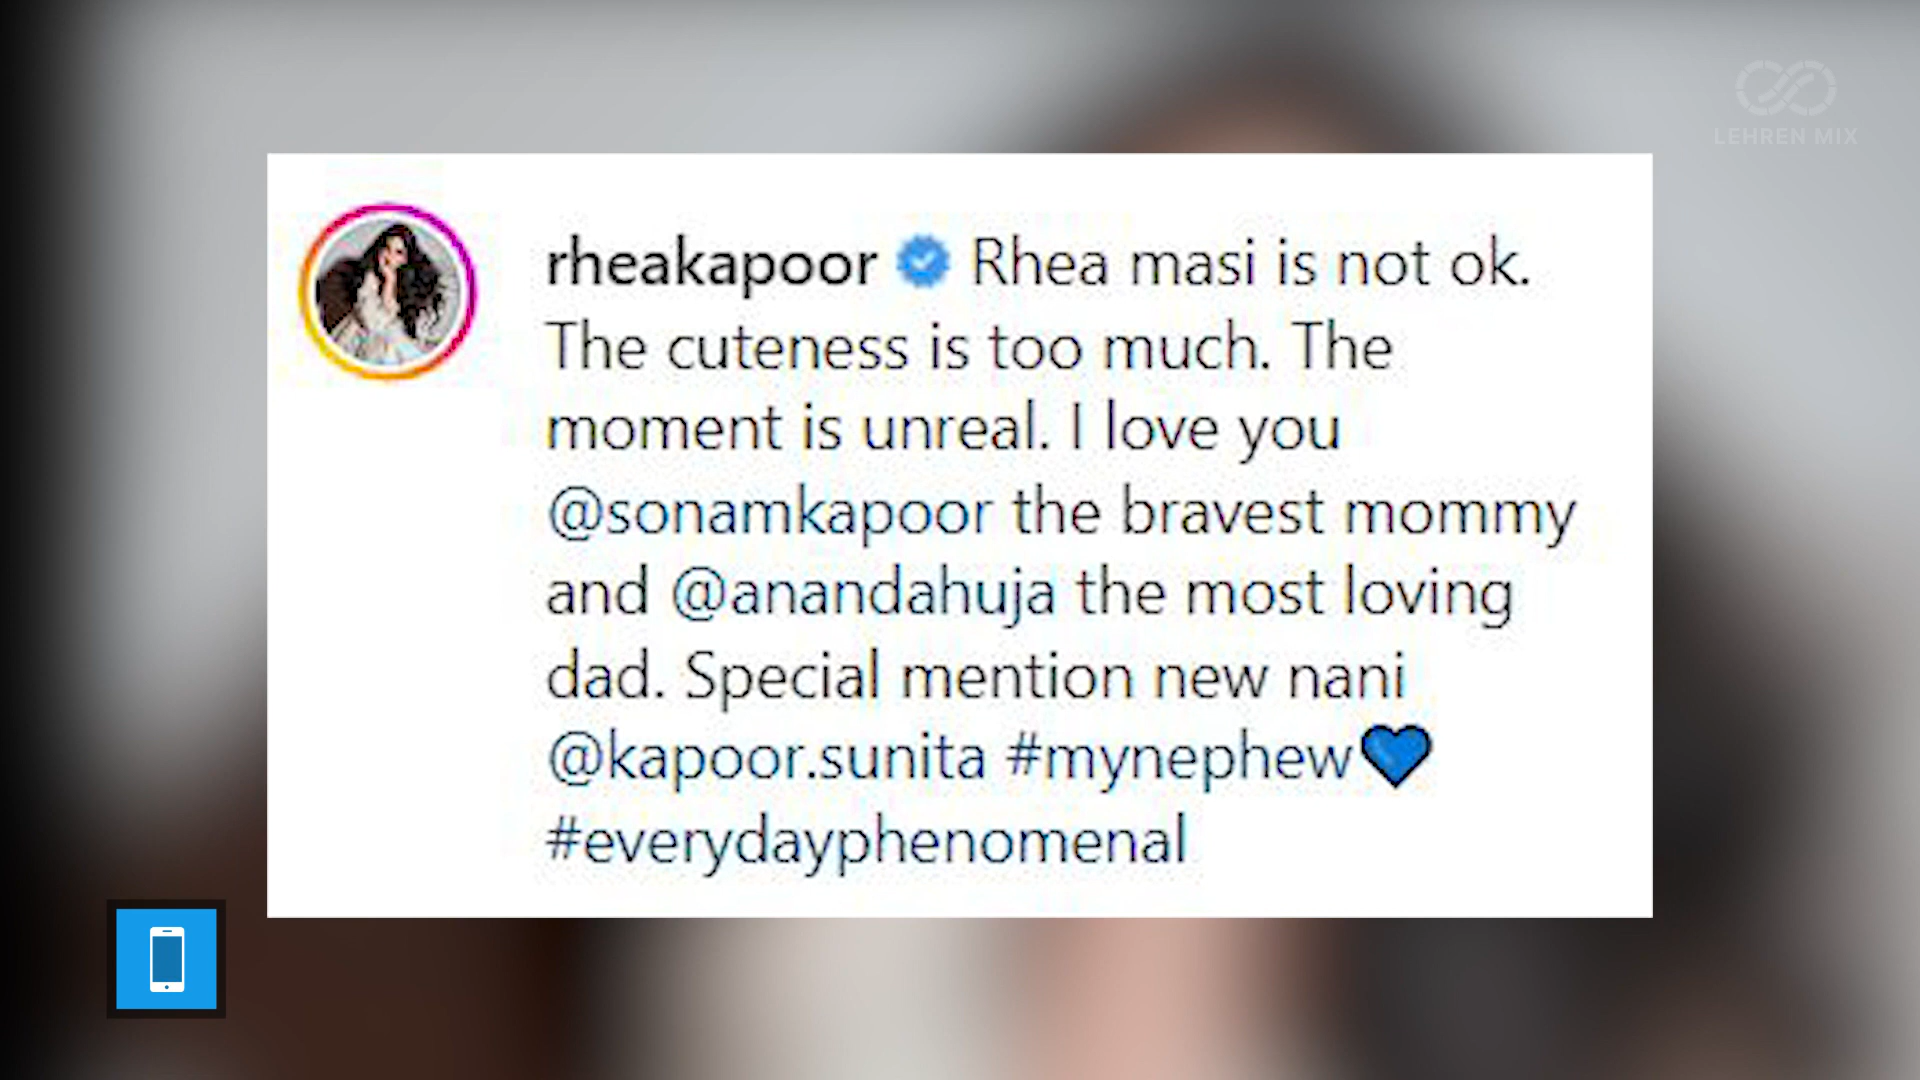 LEHREN MIX
rheakapoor Rhea masi is not ok.
The cuteness is too much. The
moment is unreal. I love you
@sonamkapoor the bravest mommy
and @anandahuja the most loving
dad. Special mention new nani
@kapoor.sunita #mynephew💙
#everydayphenomenal